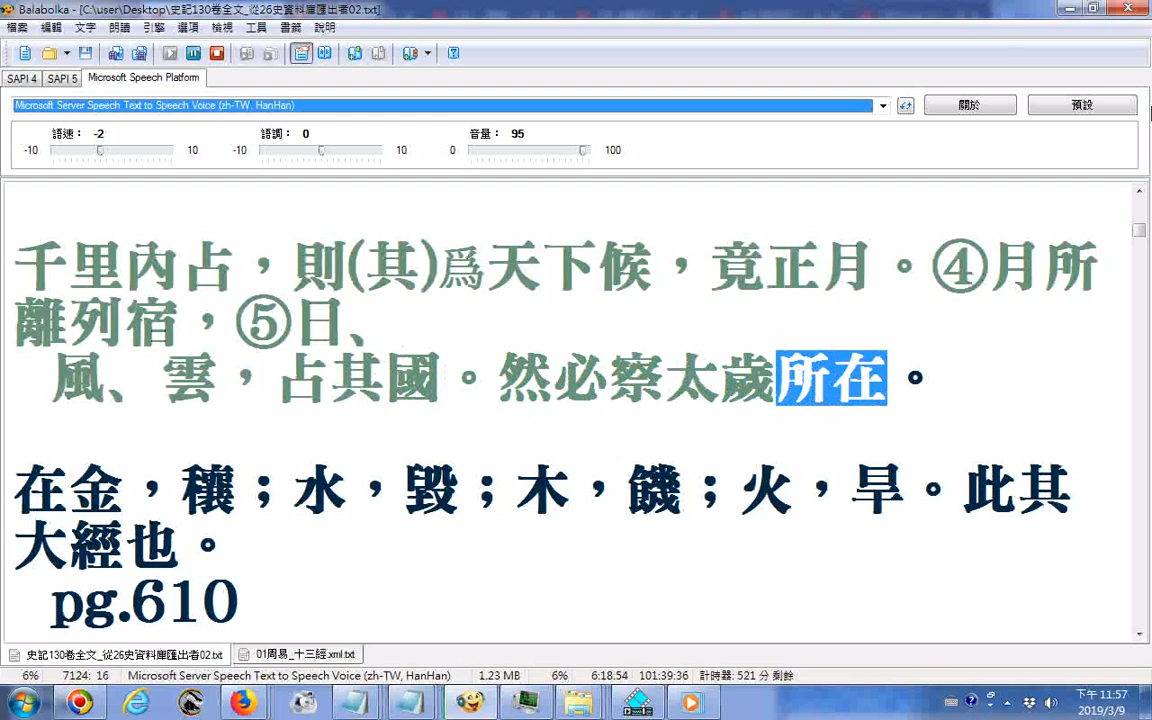 Balabolka - [C:\user\Desktop\史記130卷全文_從26史資料庫匯出者02.txt]
檔案 編輯 文字 朗讀 引擎 選項 檢視 工具 書籤 說明
SAPI 4 SAPI 5 Microsoft Speech Platform
Microsoft Server Speech Text to Speech Voice (zh-TW, HanHan)
關於 預設
語速： -2 語調： 0 音量： 95
-10 10 -10 10 0 100
千里內占，則(其)爲天下候，竟正月。④月所
離列宿，⑤日、
風、雲，占其國。然必察太歲所在。
在金，穰；水，毀；木，饑；火，旱。此其
大經也。
pg.610
史記130卷全文_從26史資料庫匯出者02.txt 01周易_十三經.xml.txt
6% 7124: 16 Microsoft Server Speech Text to Speech Voice (zh-TW, HanHan) 1.23 MB 6% 6:18.54 101:39:36 計時器: 521 分 剩餘
下午 11:57
2019/3/9